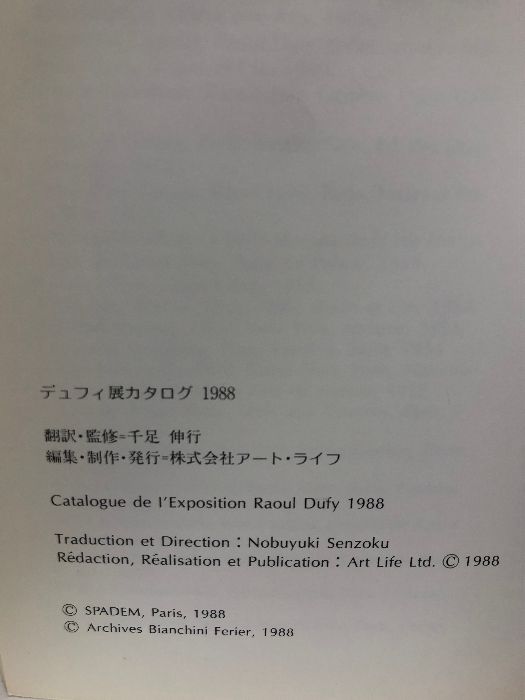 デュフィ展カタログ 1988
翻訳・監修=千足 伸行
編集・制作・発行=株式会社アート・ライフ
Catalogue de l'Exposition Raoul Dufy 1988
Traduction et Direction : Nobuyuki Senzoku
Rédaction, Réalisation et Publication : Art Life Ltd. © 1988
© SPADEM, Paris, 1988
© Archives Bianchini Ferier, 1988